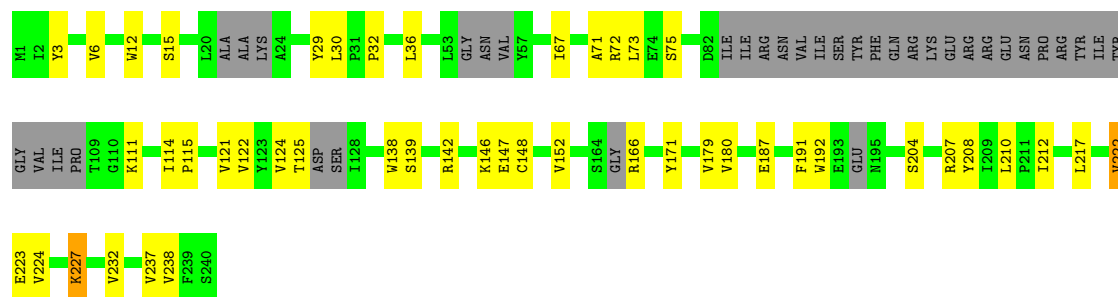 M1 I2 Y3 V6 W12 S15 L20 ALA ALA LYS A24 Y29 L30 P31 P32 L36 L53 GLY ASN VAL Y57 I67 A71 R72 L73 E74 S75 D82 ILE ILE ARG ASN VAL ILE SER TYR PHE GLN ARG LYS GLU ARG ARG GLU ASN PRO ARG TYR ILE TYR
GLY VAL ILE PRO T109 G110 K111 I114 P115 V121 V122 Y123 V124 T125 ASP SER I128 W138 S139 R142 K146 E147 C148 V152 S164 GLY R166 Y171 V179 V180 E187 F191 W192 E193 GLU N195 S204 R207 Y208 I209 L210 P211 I212 L217 V222
E223 V224 K227 V232 V237 V238 F239 S240